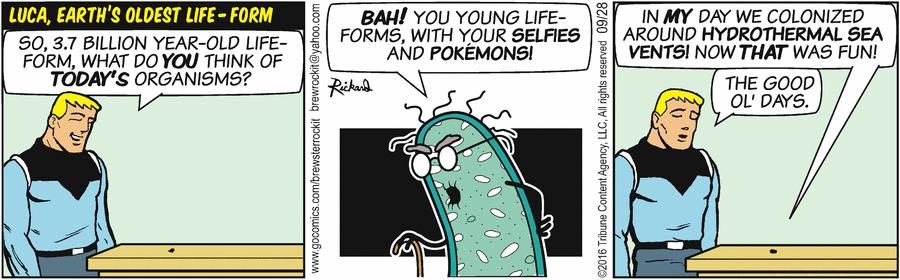 LUCA, EARTH'S OLDEST LIFE-FORM
SO, 3.7 BILLION YEAR-OLD LIFE-
FORM, WHAT DO YOU THINK OF
TODAY'S ORGANISMS?
www.gocomics.com/brewsterrockit brewrockit@yahoo.com
BAH! YOU YOUNG LIFE-
FORMS, WITH YOUR SELFIES
AND POKÉMONS!
Rickard
©2016 Tribune Content Agency, LLC. All rights reserved 09/28
IN MY DAY WE COLONIZED
AROUND HYDROTHERMAL SEA
VENTS! NOW THAT WAS FUN!
THE GOOD
OL' DAYS.